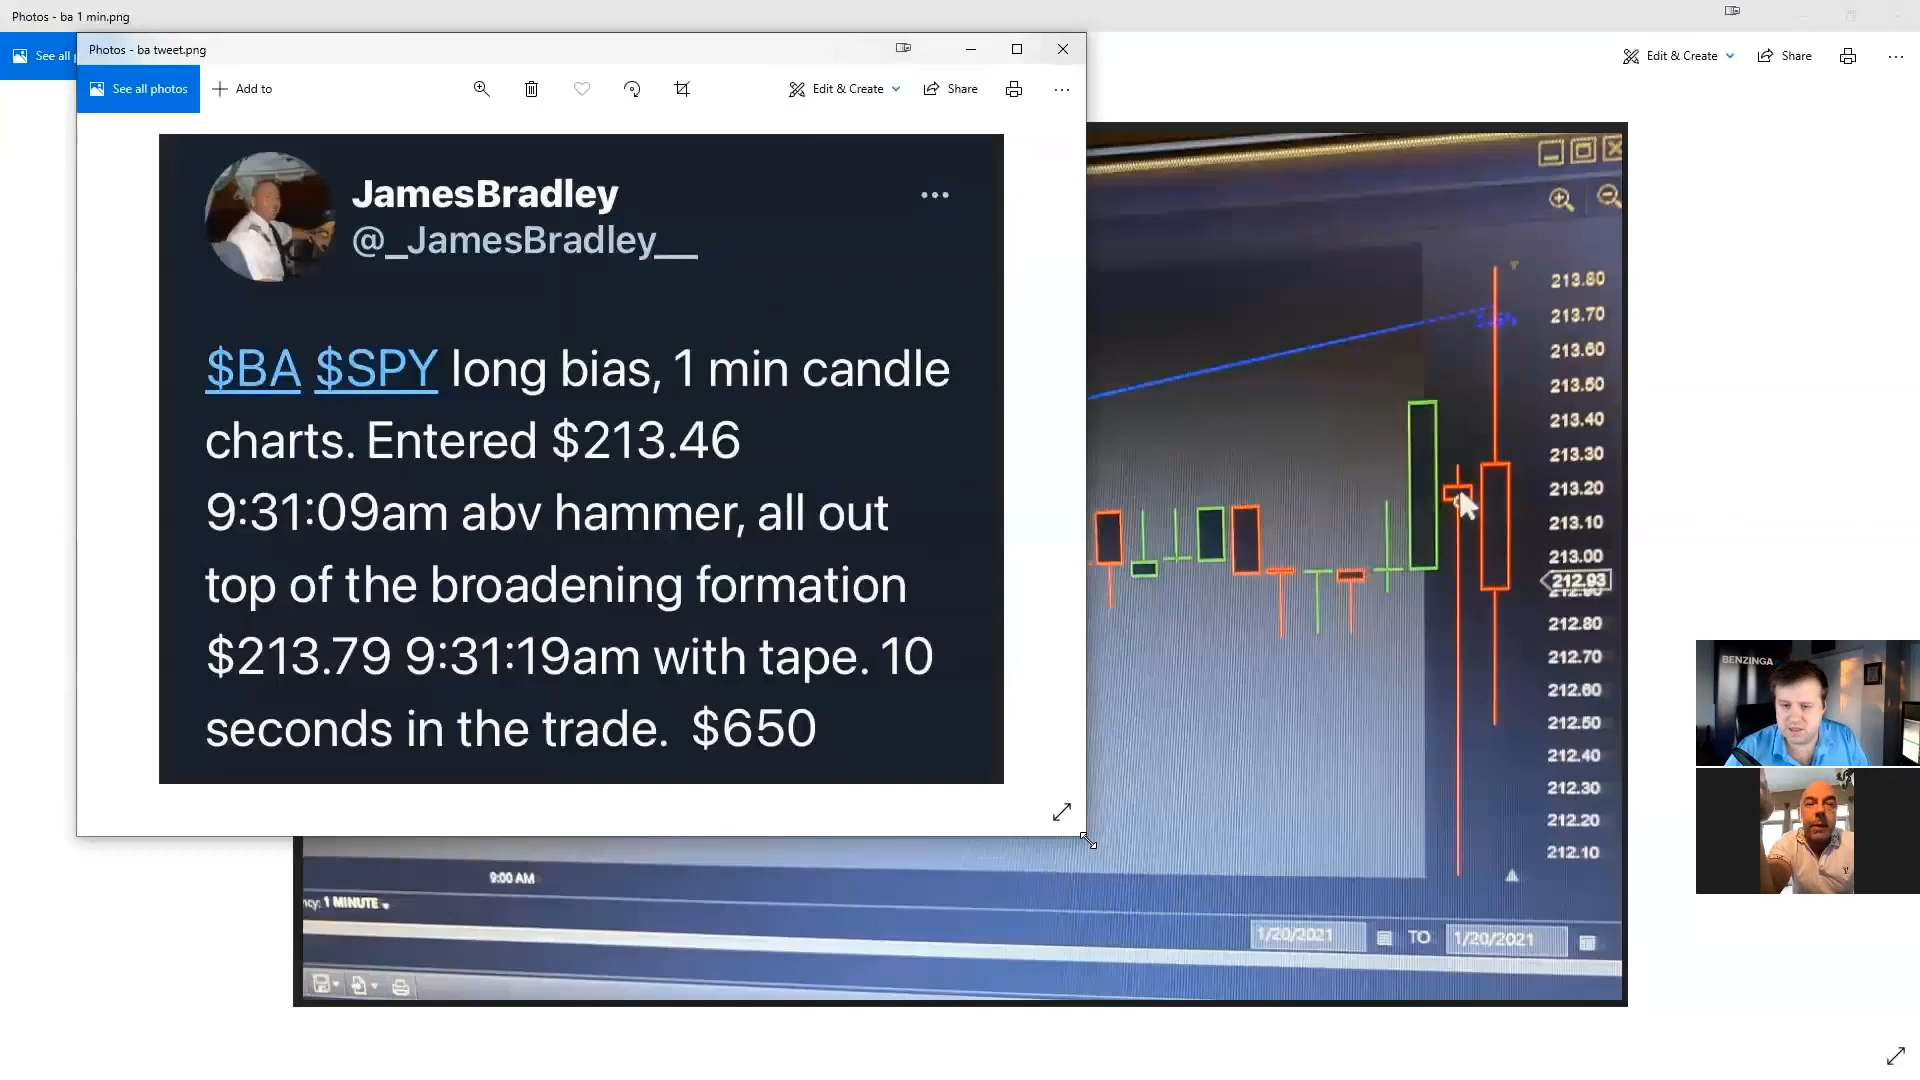 Photos - ba 1 min.png
See all
Edit & Create
Share
Photos - ba tweet.png
See all photos
Add to
Edit & Create
Share
JamesBradley
@_JamesBradley__
$BA $SPY long bias, 1 min candle
charts. Entered $213.46
9:31:09am abv hammer, all out
top of the broadening formation
$213.79 9:31:19am with tape. 10
seconds in the trade. $650
213.80
213.70
213.60
213.50
213.40
213.30
213.20
213.10
213.00
212.93
212.80
212.70
212.60
212.50
212.40
212.30
212.20
212.10
9:00 AM
1 MINUTE
1/20/2021 TO 1/20/2021
BENZINGA